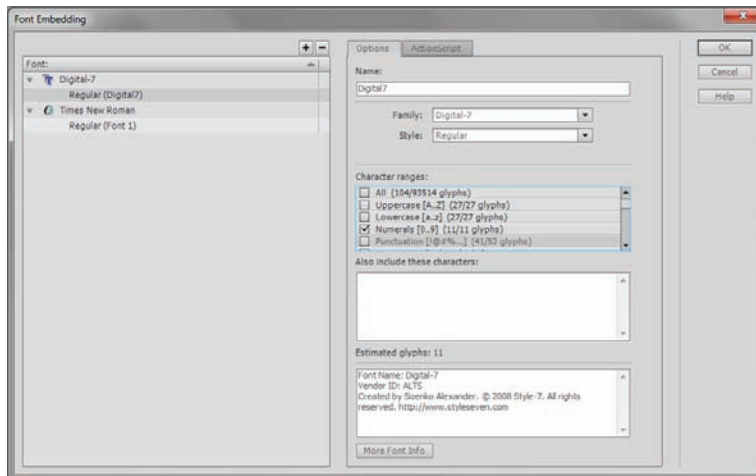 Font Embedding
+ −
Font:
Digital-7
Regular (Digital7)
Times New Roman
Regular (Font 1)
Options
ActionScript
Name:
Digital7
Family: Digital-7
Style: Regular
Character ranges:
All (104/93514 glyphs)
Uppercase [A..Z] (27/27 glyphs)
Lowercase [a..z] (27/27 glyphs)
Numerals [0..9] (11/11 glyphs)
Punctuation [!@#%...] (41/52 glyphs)
Also include these characters:
Estimated glyphs: 11
Font Name: Digital-7
Vendor ID: ALTS
Created by Sizenko Alexander. © 2008 Style-7. All rights
reserved. http://www.styleseven.com
More Font Info
OK
Cancel
Help